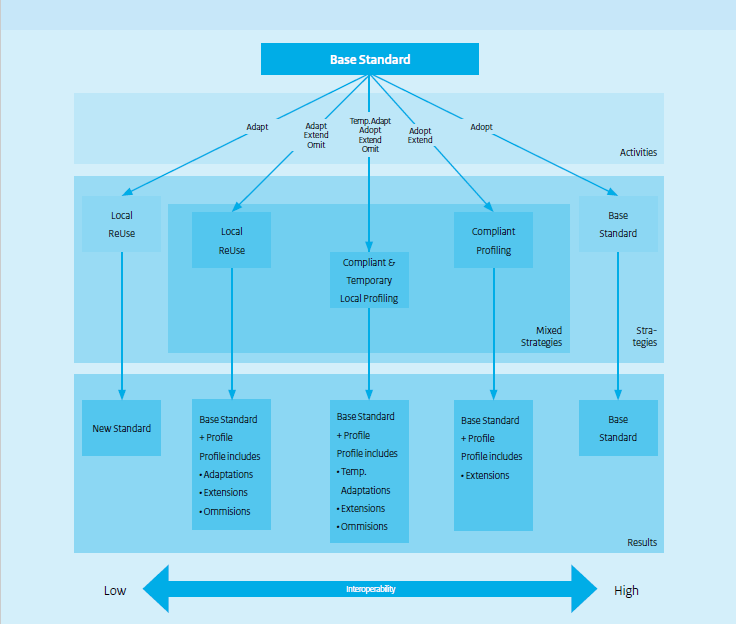 Base Standard
Adapt
Adapt
Extend
Omit
Temp.Adapt
Adopt
Extend
Omit
Adopt
Extend
Adopt
Activities
Local
ReUse
Local
ReUse
Compliant &
Temporary
Local Profiling
Compliant
Profiling
Base
Standard
Mixed
Strategies
Stra-
tegies
New Standard
Base Standard
+ Profile
Profile includes
• Adaptations
• Extensions
• Ommisions
Base Standard
+ Profile
Profile includes
• Temp.
Adaptations
• Extensions
• Ommisions
Base Standard
+ Profile
Profile includes
• Extensions
Base
Standard
Results
Low
Interoperability
High